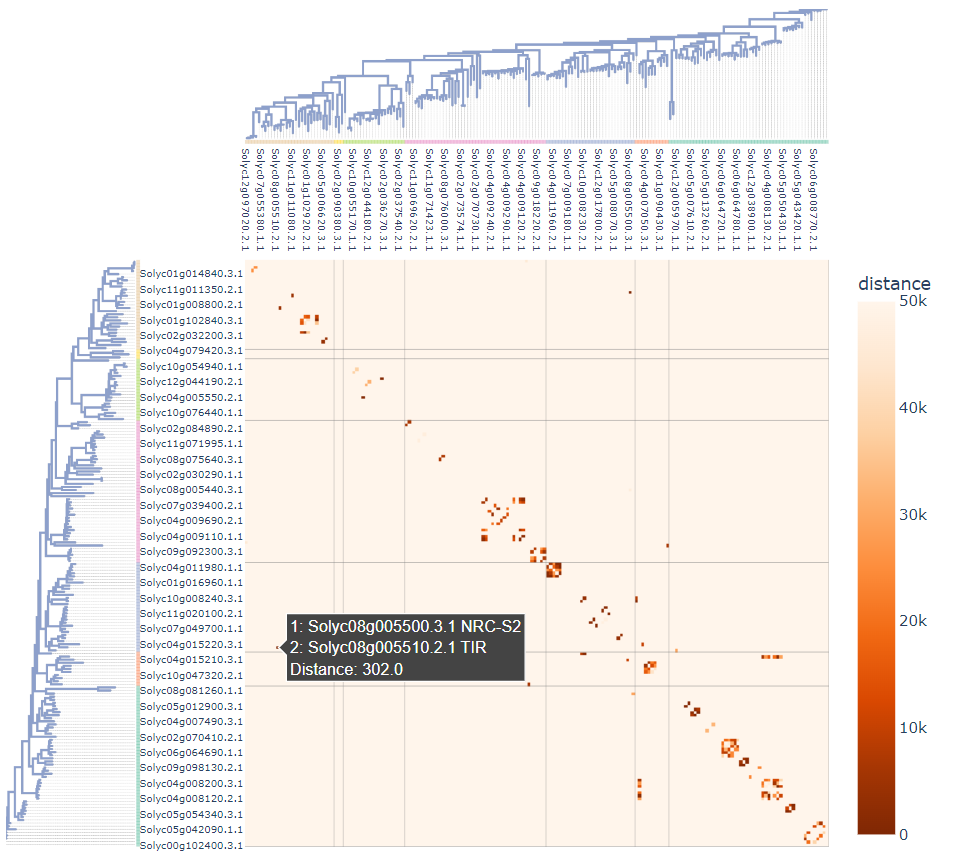 Solyc12g097020.2.1
Solyc07g055380.1.1
Solyc08g005510.2.1
Solyc11g011080.2.1
Solyc01g102920.2.1
Solyc05g006620.3.1
Solyc02g090380.3.1
Solyc10g055170.1.1
Solyc12g044180.2.1
Solyc02g036270.3.1
Solyc02g037540.2.1
Solyc11g069620.2.1
Solyc11g071423.1.1
Solyc08g076000.3.1
Solyc02g073574.1.1
Solyc02g070730.1.1
Solyc04g009240.2.1
Solyc04g009290.1.1
Solyc04g009120.2.1
Solyc09g018220.2.1
Solyc04g011960.2.1
Solyc07g009180.1.1
Solyc10g008230.2.1
Solyc12g017800.2.1
Solyc05g008070.3.1
Solyc08g005500.3.1
Solyc04g007050.3.1
Solyc01g090430.3.1
Solyc12g005970.1.1
Solyc05g007610.2.1
Solyc05g013260.2.1
Solyc06g064720.1.1
Solyc06g064780.1.1
Solyc12g038900.1.1
Solyc04g008130.2.1
Solyc05g050430.1.1
Solyc05g043420.1.1
Solyc06g008770.2.1
Solyc01g014840.3.1
Solyc11g011350.2.1
Solyc01g008800.2.1
Solyc01g102840.3.1
Solyc02g032200.3.1
Solyc04g079420.3.1
Solyc10g054940.1.1
Solyc12g044190.2.1
Solyc04g005550.2.1
Solyc10g076440.1.1
Solyc02g084890.2.1
Solyc11g071995.1.1
Solyc08g075640.3.1
Solyc02g030290.1.1
Solyc08g005440.3.1
Solyc07g039400.2.1
Solyc04g009690.2.1
Solyc04g009110.1.1
Solyc09g092300.3.1
Solyc04g011980.1.1
Solyc01g016960.1.1
Solyc10g008240.3.1
Solyc11g020100.2.1
Solyc07g049700.1.1
Solyc04g015220.3.1
Solyc04g015210.3.1
Solyc10g047320.2.1
Solyc08g081260.1.1
Solyc05g012900.3.1
Solyc04g007490.3.1
Solyc02g070410.2.1
Solyc06g064690.1.1
Solyc09g098130.2.1
Solyc04g008200.3.1
Solyc04g008120.2.1
Solyc05g054340.3.1
Solyc05g042090.1.1
Solyc00g102400.3.1
1: Solyc08g005500.3.1 NRC-S2
2: Solyc08g005510.2.1 TIR
Distance: 302.0
distance
50k
40k
30k
20k
10k
0